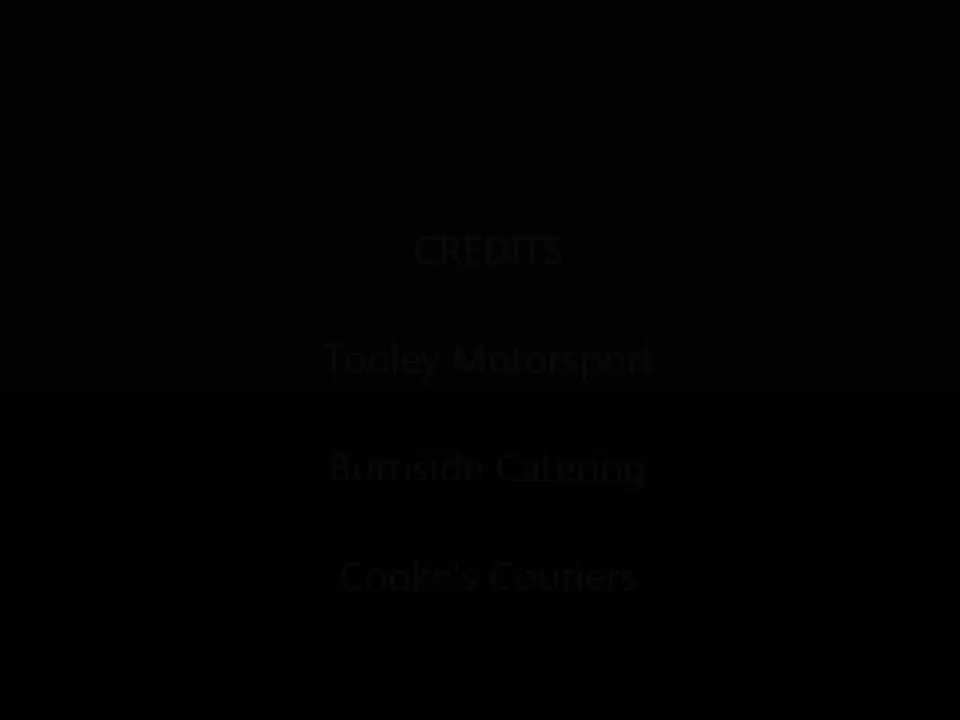 CREDITS
Tooley Motorsport
Burnside Catering
Cooke's Couriers